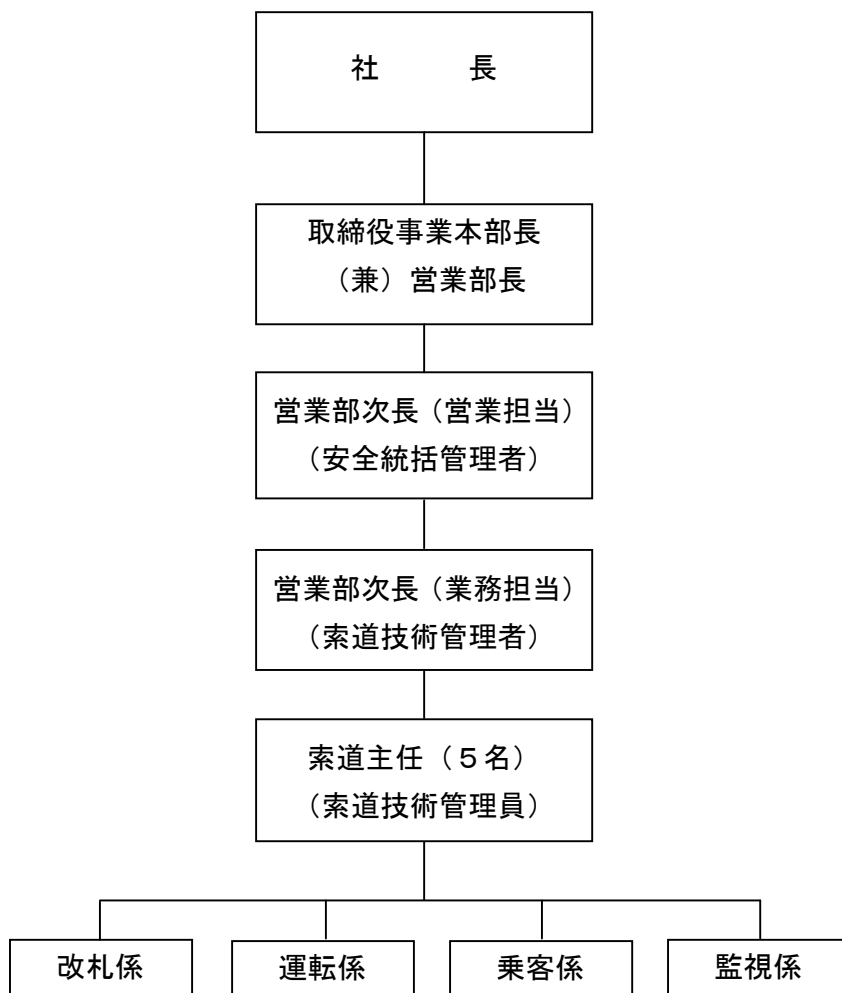 社　　　長
取締役事業本部長
（兼）営業部長
営業部次長（営業担当）
（安全統括管理者）
営業部次長（業務担当）
（索道技術管理者）
索道主任（５名）
（索道技術管理員）
改札係
運転係
乗客係
監視係